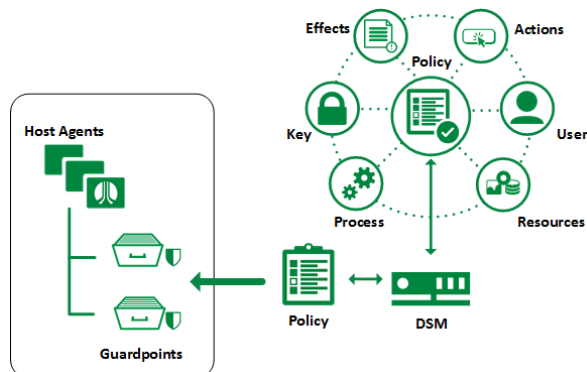 Effects
Actions
Policy
Host Agents
Key
User
Process
Resources
Policy
DSM
Guardpoints